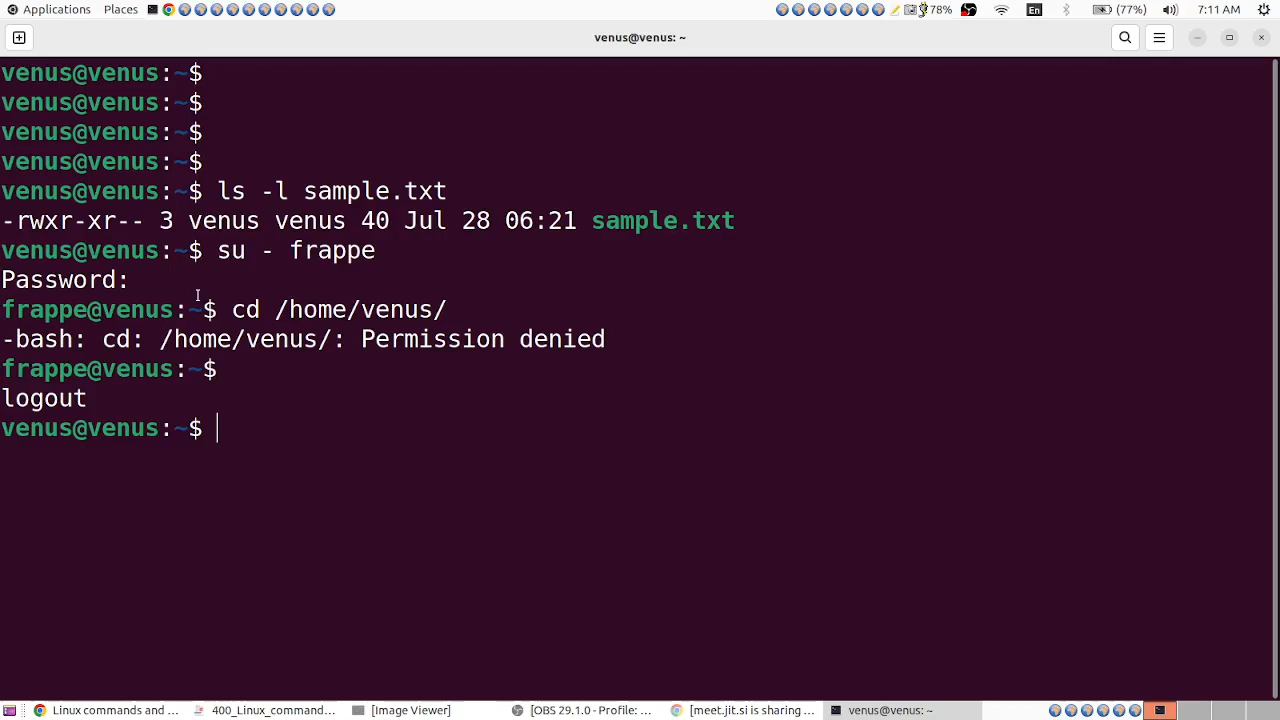 Applications Places 78% En (77%) 7:11 AM
venus@venus: ~
venus@venus:~$
venus@venus:~$
venus@venus:~$
venus@venus:~$
venus@venus:~$ ls -l sample.txt
-rwxr-xr-- 3 venus venus 40 Jul 28 06:21 sample.txt
venus@venus:~$ su - frappe
Password:
frappe@venus:~$ cd /home/venus/
-bash: cd: /home/venus/: Permission denied
frappe@venus:~$
logout
venus@venus:~$
Linux commands and ... 400_Linux_command... [Image Viewer] [OBS 29.1.0 - Profile: ... [meet.jit.si is sharing ... venus@venus: ~